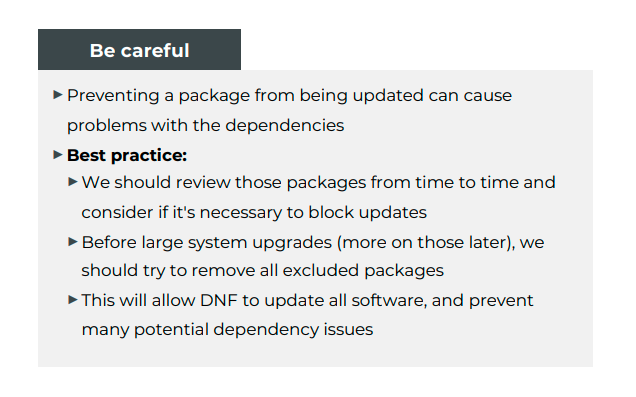 Be careful
Preventing a package from being updated can cause
problems with the dependencies
Best practice:
We should review those packages from time to time and
consider if it's necessary to block updates
Before large system upgrades (more on those later), we
should try to remove all excluded packages
This will allow DNF to update all software, and prevent
many potential dependency issues